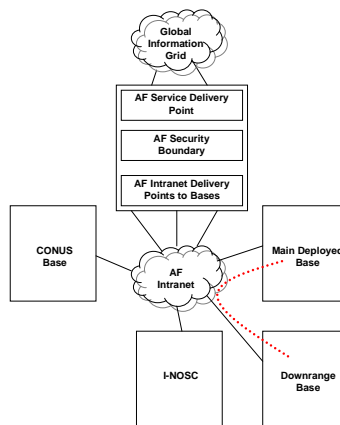 Global
Information
Grid
AF Service Delivery
Point
AF Security
Boundary
AF Intranet Delivery
Points to Bases
CONUS
Base
AF
Intranet
Main Deployed
Base
I-NOSC
Downrange
Base